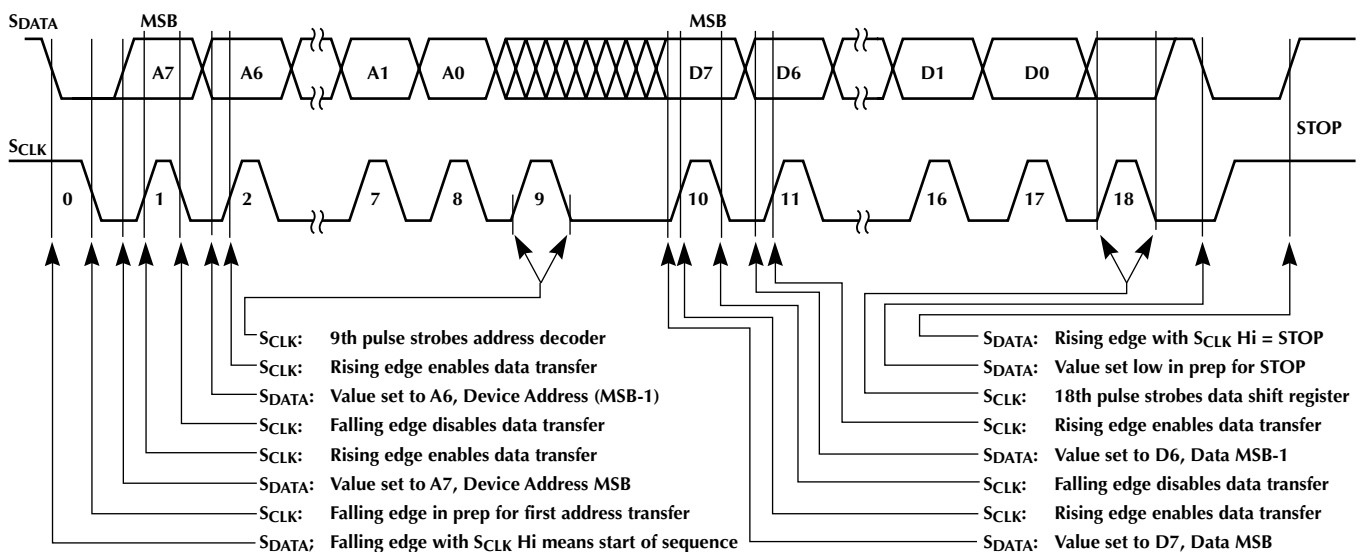 SDATA MSB MSB
A7 A6 A1 A0 D7 D6 D1 D0
STOP
SCLK
0 1 2 7 8 9 10 11 16 17 18
SCLK: 9th pulse strobes address decoder
SCLK: Rising edge enables data transfer
SDATA: Value set to A6, Device Address (MSB-1)
SCLK: Falling edge disables data transfer
SCLK: Rising edge enables data transfer
SDATA: Value set to A7, Device Address MSB
SCLK: Falling edge in prep for first address transfer
SDATA; Falling edge with SCLK Hi means start of sequence
SDATA: Rising edge with SCLK Hi = STOP
SDATA: Value set low in prep for STOP
SCLK: 18th pulse strobes data shift register
SCLK: Rising edge enables data transfer
SDATA: Value set to D6, Data MSB-1
SCLK: Falling edge disables data transfer
SCLK: Rising edge enables data transfer
SDATA: Value set to D7, Data MSB